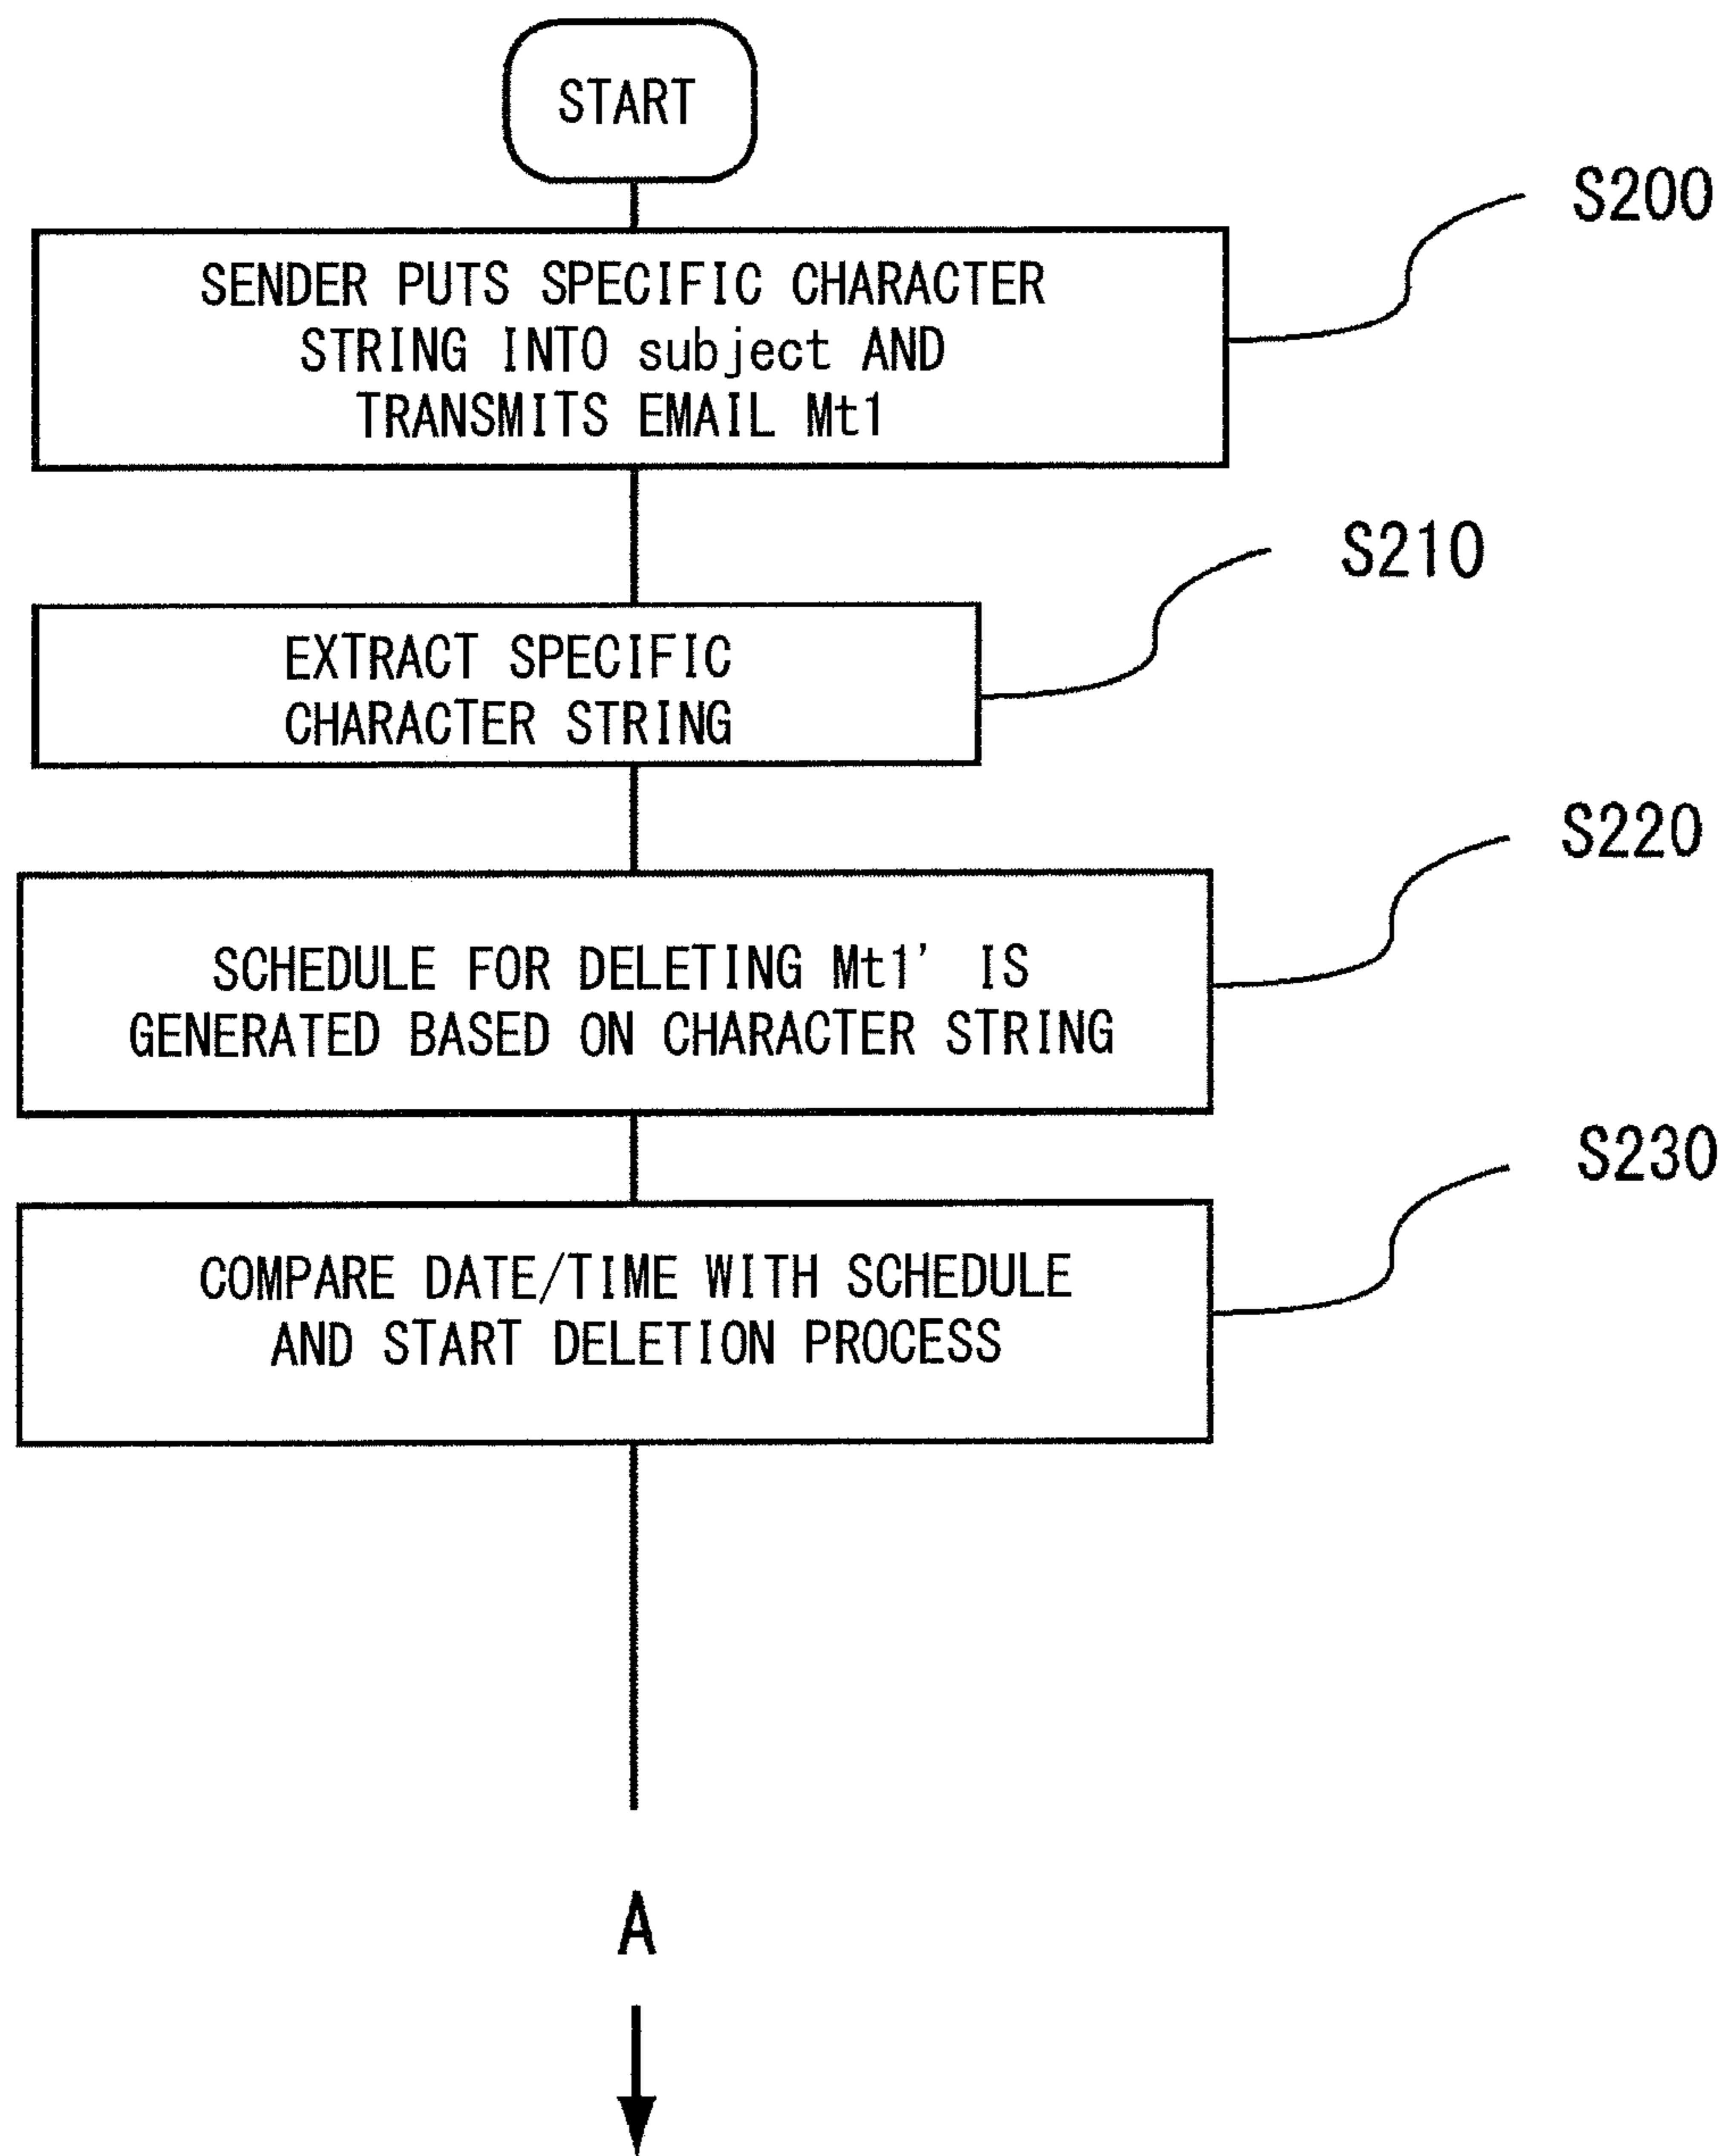 START
S200
SENDER PUTS SPECIFIC CHARACTER
STRING INTO subject AND
TRANSMITS EMAIL Mt1
S210
EXTRACT SPECIFIC
CHARACTER STRING
S220
SCHEDULE FOR DELETING Mt1' IS
GENERATED BASED ON CHARACTER STRING
S230
COMPARE DATE/TIME WITH SCHEDULE
AND START DELETION PROCESS
A